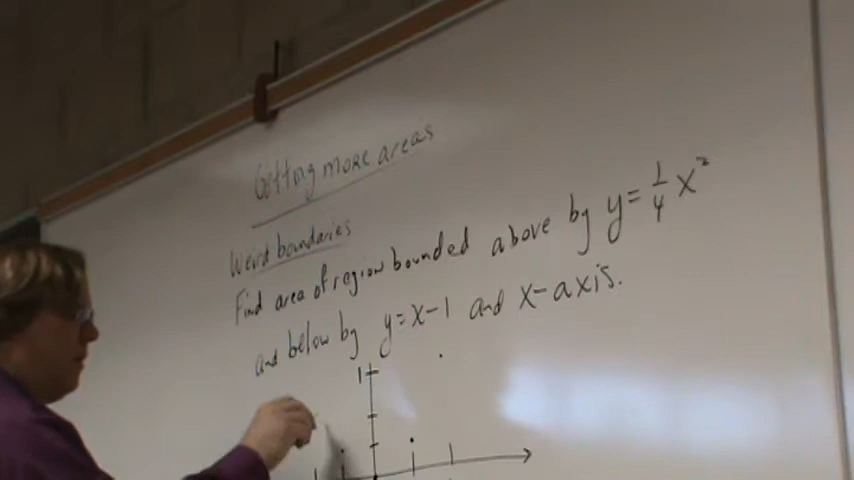 Getting more areas
Weird boundaries
Find area of region bounded above by y = 1/4 x²
and below by y = x - 1 and x-axis.
1